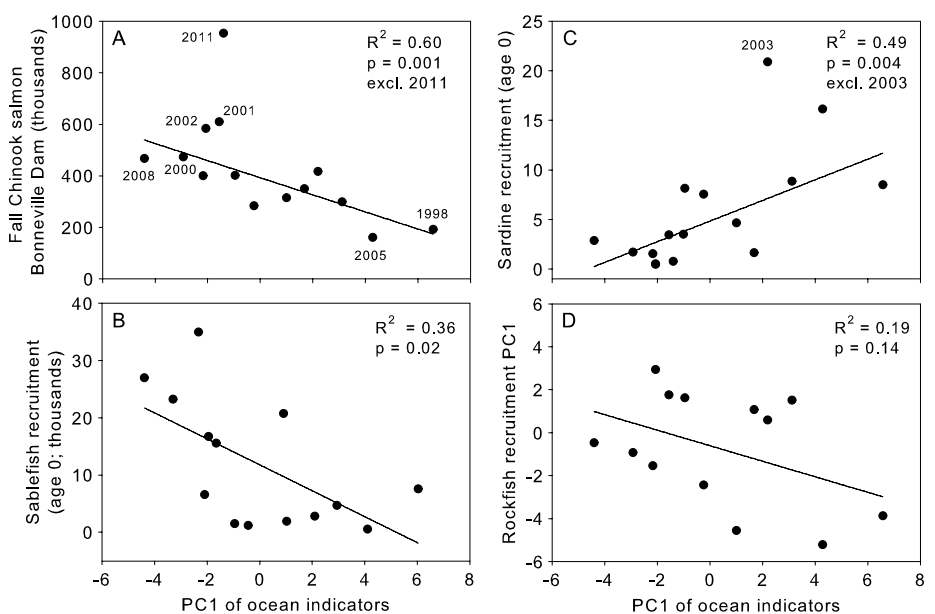 A
R² = 0.60
p = 0.001
excl. 2011
2011
2001
2002
2000
2008
1998
2005
Fall Chinook salmon
Bonneville Dam (thousands)
1000
800
600
400
200
0
C
R² = 0.49
p = 0.004
excl. 2003
2003
Sardine recruitment (age 0)
25
20
15
10
5
0
B
R² = 0.36
p = 0.02
Sablefish recruitment
(age 0; thousands)
40
30
20
10
0
-6 -4 -2 0 2 4 6 8
PC1 of ocean indicators
D
R² = 0.19
p = 0.14
Rockfish recruitment PC1
6
4
2
0
-2
-4
-6
-6 -4 -2 0 2 4 6 8
PC1 of ocean indicators